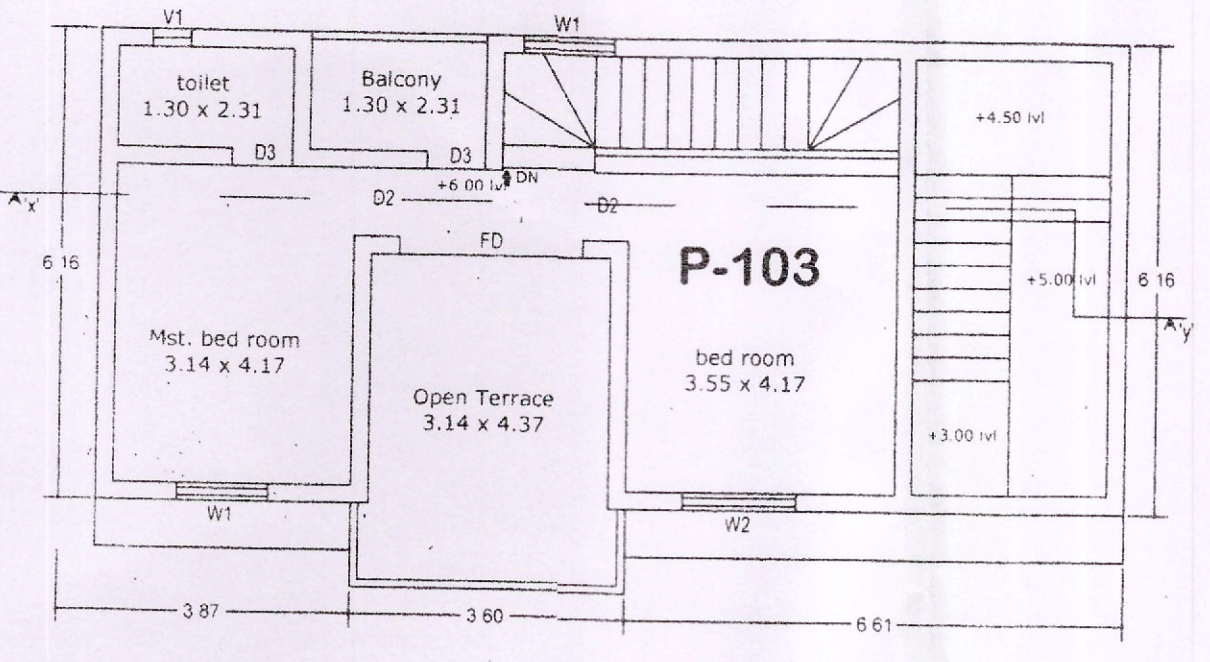 V1
W1
toilet
1.30 x 2.31
Balcony
1.30 x 2.31
+4.50 lvl
D3
D3
+6.00 lvl
DN
A 'x'
D2
D2
FD
P-103
6 16
6 16
+5.00 lvl
A 'y'
Mst. bed room
3.14 x 4.17
bed room
3.55 x 4.17
Open Terrace
3.14 x 4.37
+3.00 lvl
W1
W2
3 87
3 60
6 61